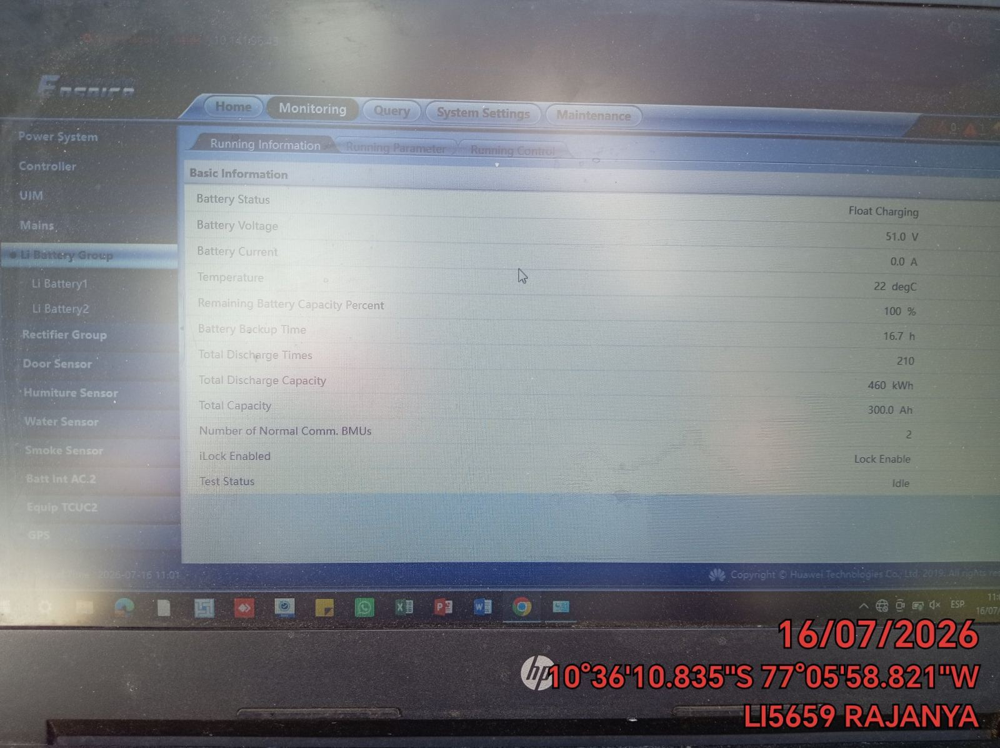 Home
Monitoring
Query
System Settings
Maintenance
Power System
Controller
UIM
Mains
Li Battery Group
Li Battery1
Li Battery2
Rectifier Group
Door Sensor
Humiture Sensor
Water Sensor
Smoke Sensor
Batt Int AC.2
Equip TCUC2
GPS
Running Information
Running Parameter
Running Control
Basic Information
Battery Status Float Charging
Battery Voltage 51.0 V
Battery Current 0.0 A
Temperature 22 degC
Remaining Battery Capacity Percent 100 %
Battery Backup Time 16.7 h
Total Discharge Times 210
Total Discharge Capacity 460 kWh
Total Capacity 300.0 Ah
Number of Normal Comm. BMUs 2
iLock Enabled Lock Enable
Test Status Idle
2026-07-16 11:01
Copyright © Huawei Technologies Co., Ltd. 2019. All rights
ESP
hp
16/07/2026
10°36'10.835"S 77°05'58.821"W
LI5659 RAJANYA